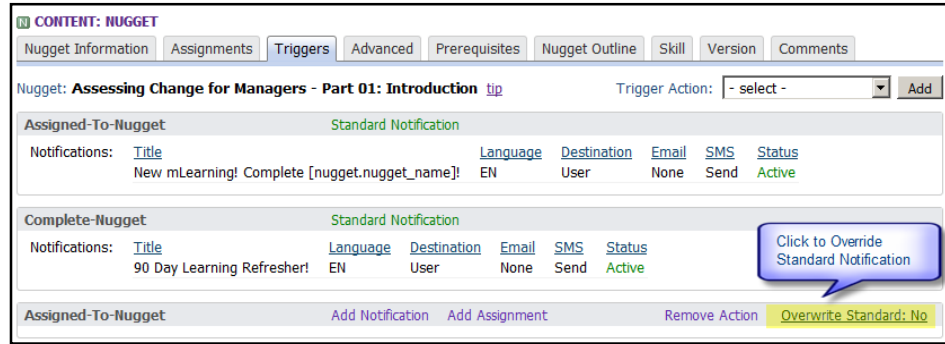 N CONTENT: NUGGET
Nugget Information Assignments Triggers Advanced Prerequisites Nugget Outline Skill Version Comments
Nugget: Assessing Change for Managers - Part 01: Introduction tip Trigger Action: - select - Add
Assigned-To-Nugget Standard Notification
Notifications: Title Language Destination Email SMS Status
New mLearning! Complete [nugget.nugget_name]! EN User None Send Active
Complete-Nugget Standard Notification
Notifications: Title Language Destination Email SMS Status
90 Day Learning Refresher! EN User None Send Active
Click to Override
Standard Notification
Assigned-To-Nugget Add Notification Add Assignment Remove Action Overwrite Standard: No